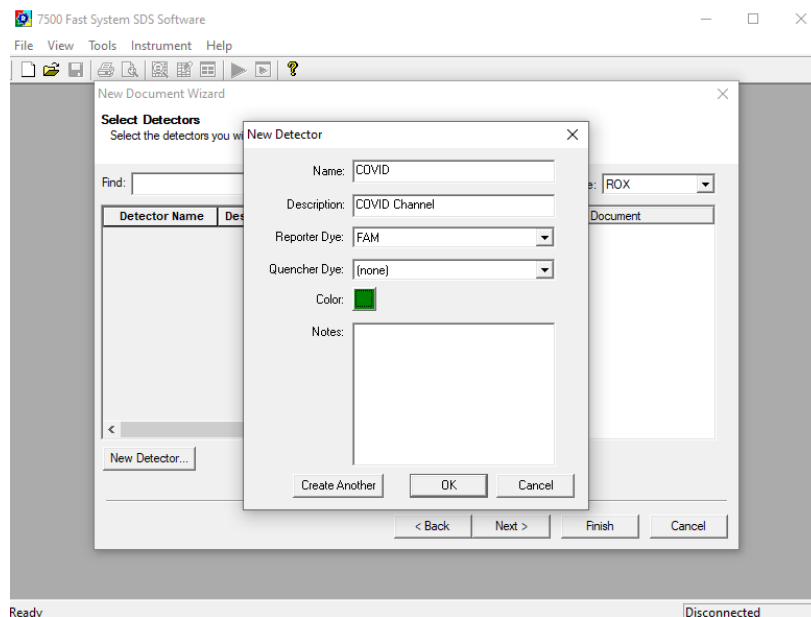 7500 Fast System SDS Software
File View Tools Instrument Help
New Document Wizard
Select Detectors
Select the detectors you wi
New Detector
Name: COVID
Find:
e: ROX
Description: COVID Channel
Detector Name Des
Document
Reporter Dye: FAM
Quencher Dye: (none)
Color:
Notes:
<
New Detector...
Create Another OK Cancel
< Back Next > Finish Cancel
Ready Disconnected